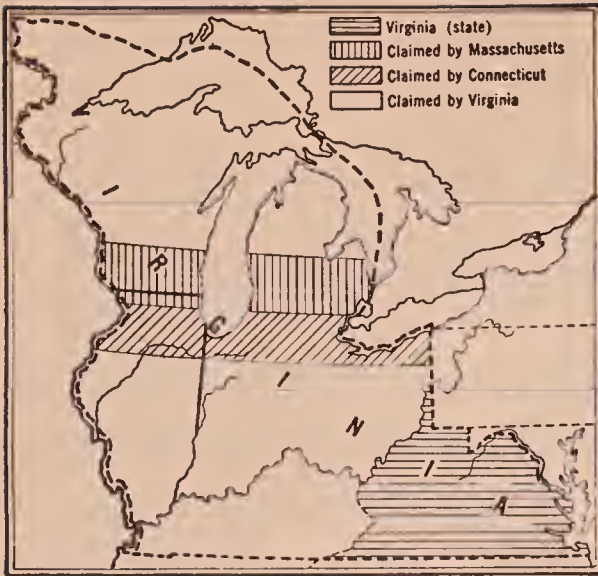 Virginia (state)
Claimed by Massachusetts
Claimed by Connecticut
Claimed by Virginia
I
R
G
I
N
I
A